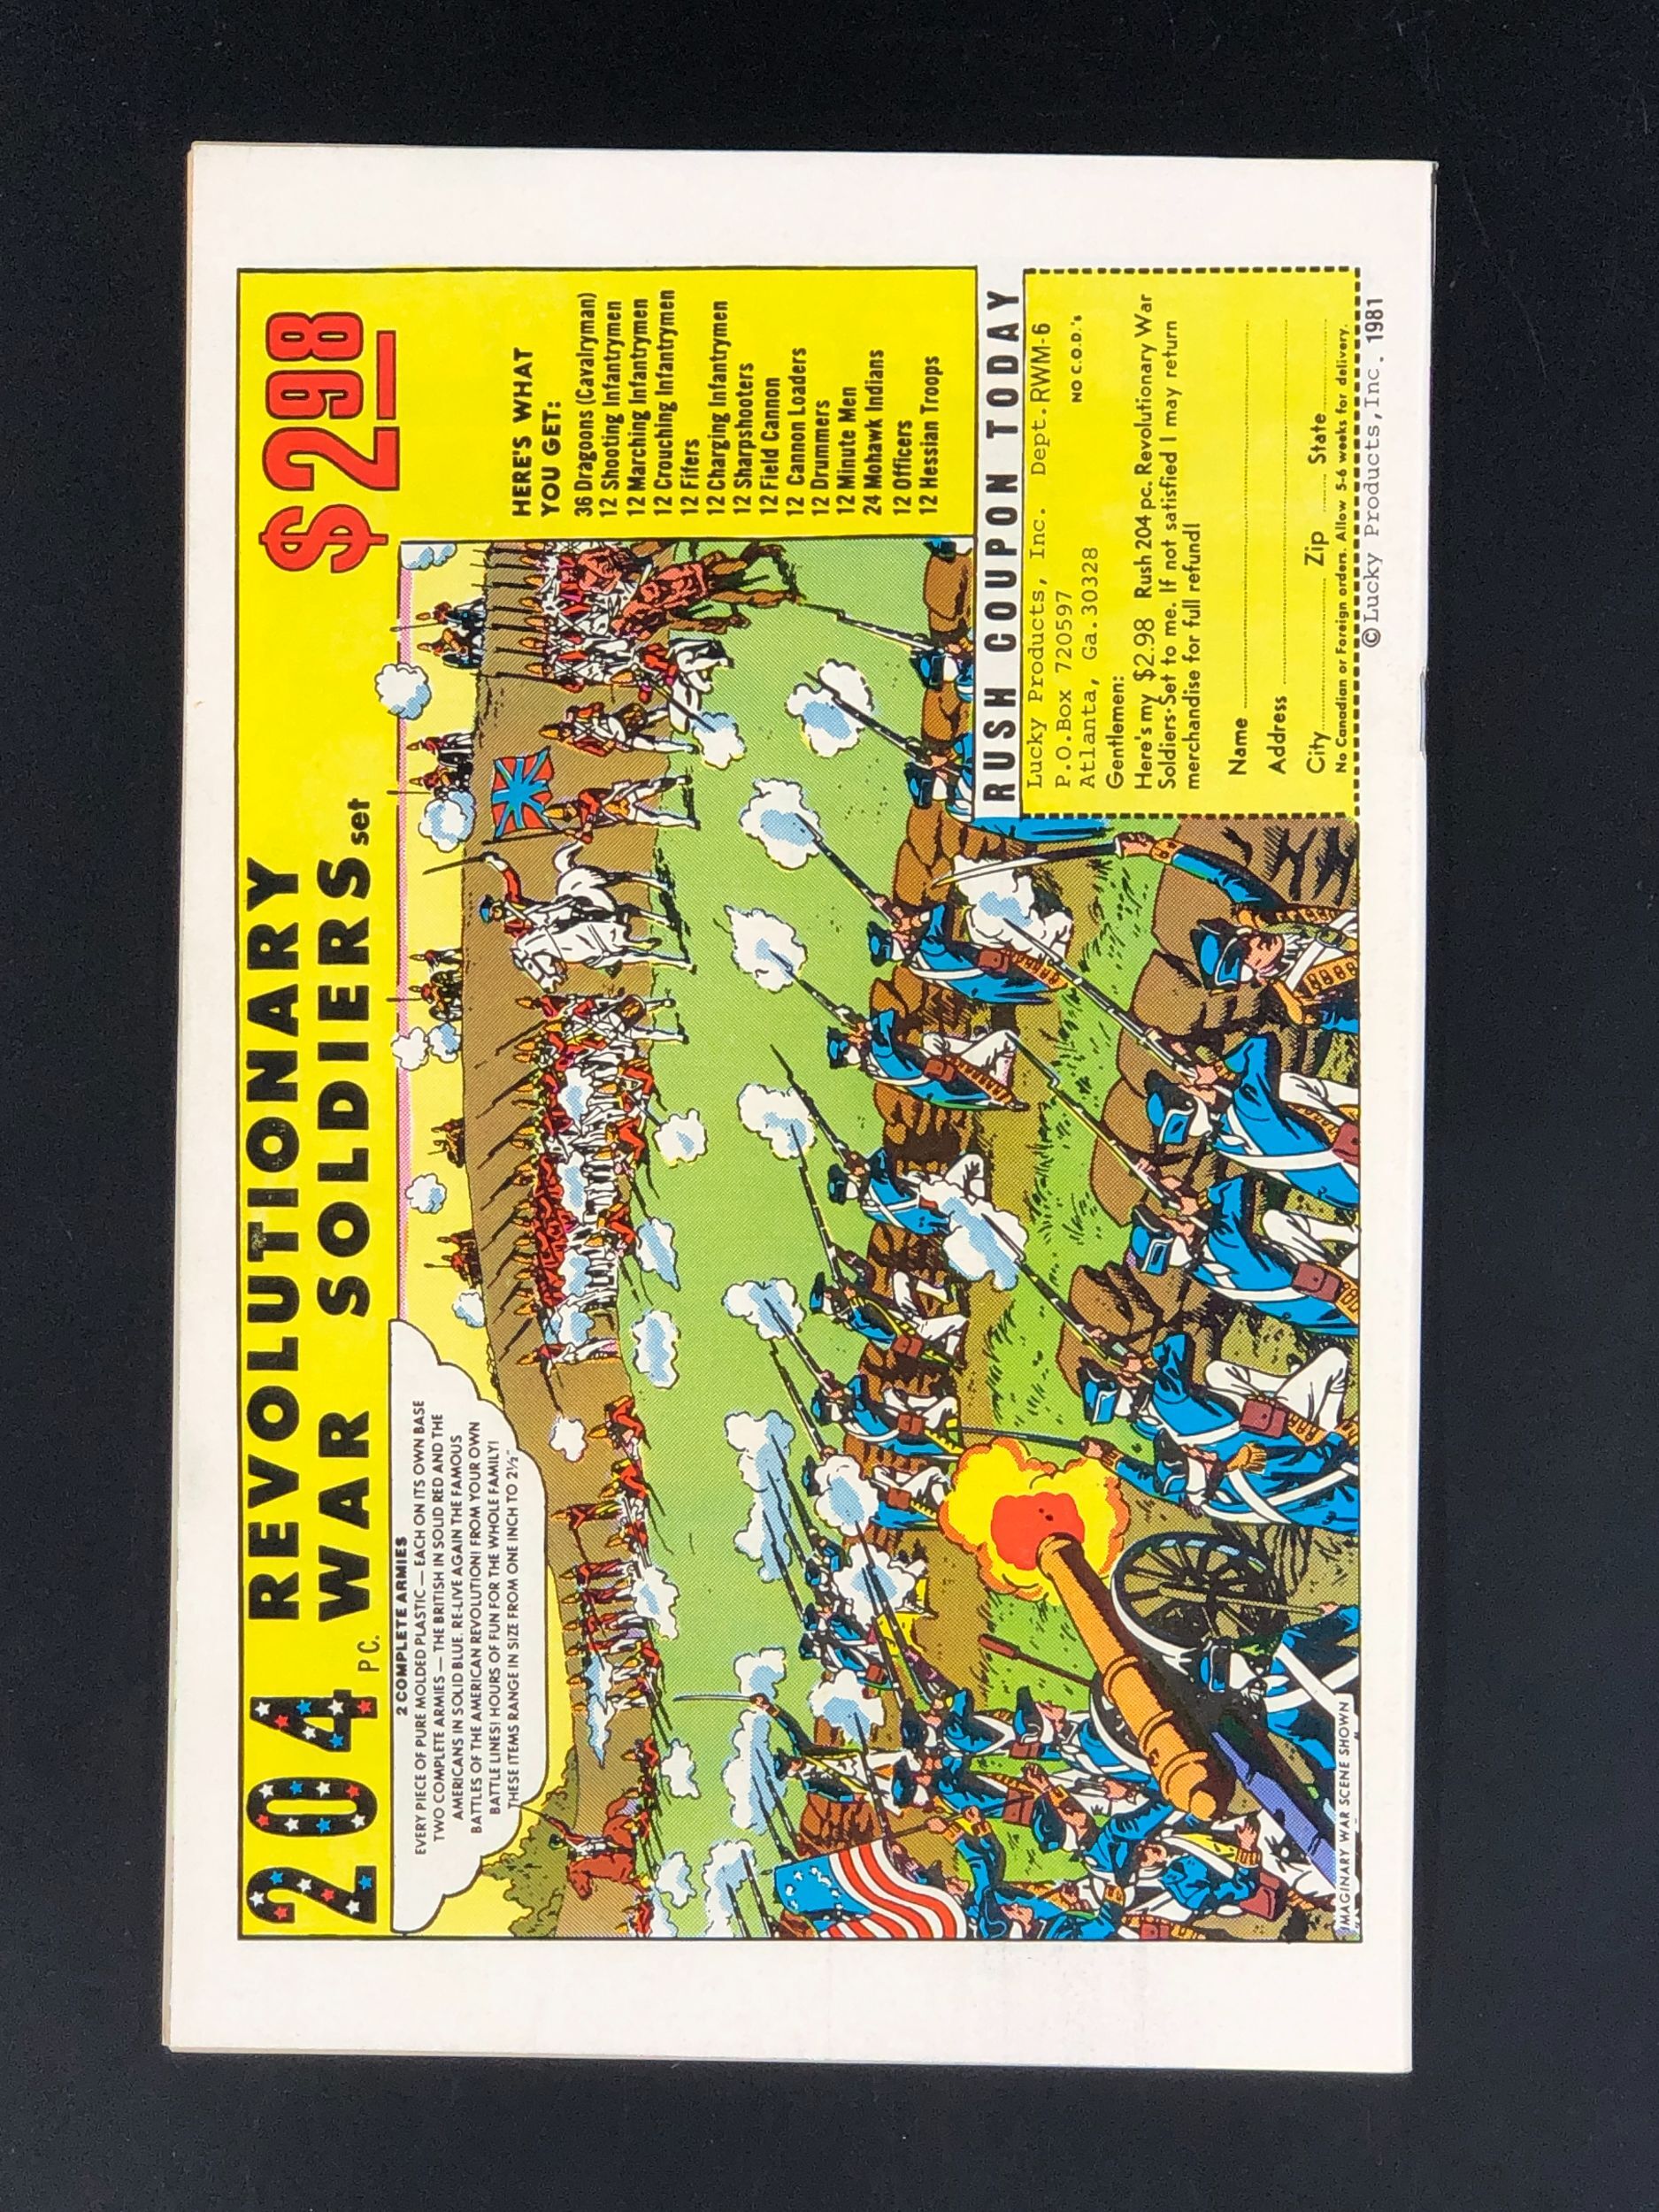 204 PC. REVOLUTIONARY
WAR SOLDIERS set
$2.98
2 COMPLETE ARMIES
EVERY PIECE OF PURE MOLDED PLASTIC — EACH ON ITS OWN BASE
TWO COMPLETE ARMIES — THE BRITISH IN SOLID RED AND THE
AMERICANS IN SOLID BLUE. RE-LIVE AGAIN THE FAMOUS
BATTLES OF THE AMERICAN REVOLUTION! FROM YOUR OWN
BATTLE LINES! HOURS OF FUN FOR THE WHOLE FAMILY!
THESE ITEMS RANGE IN SIZE FROM ONE INCH TO 2½"
HERE'S WHAT
YOU GET:
36 Dragoons (Cavalryman)
12 Shooting Infantrymen
12 Marching Infantrymen
12 Crouching Infantrymen
12 Fifers
12 Charging Infantrymen
12 Sharpshooters
12 Field Cannon
12 Cannon Loaders
12 Drummers
12 Minute Men
24 Mohawk Indians
12 Officers
12 Hessian Troops
RUSH COUPON TODAY
Lucky Products, Inc. Dept.RWM-6
P.O.Box 720597 NO C.O.D.'s
Atlanta, Ga.30328
Gentlemen:
Here's my $2.98 Rush 204 pc. Revolutionary War
Soldiers Set to me. If not satisfied I may return
merchandise for full refund!
Name
Address
City Zip State
No Canadian or Foreign orders. Allow 5-6 weeks for delivery.
IMAGINARY WAR SCENE SHOWN
©Lucky Products,Inc. 1981